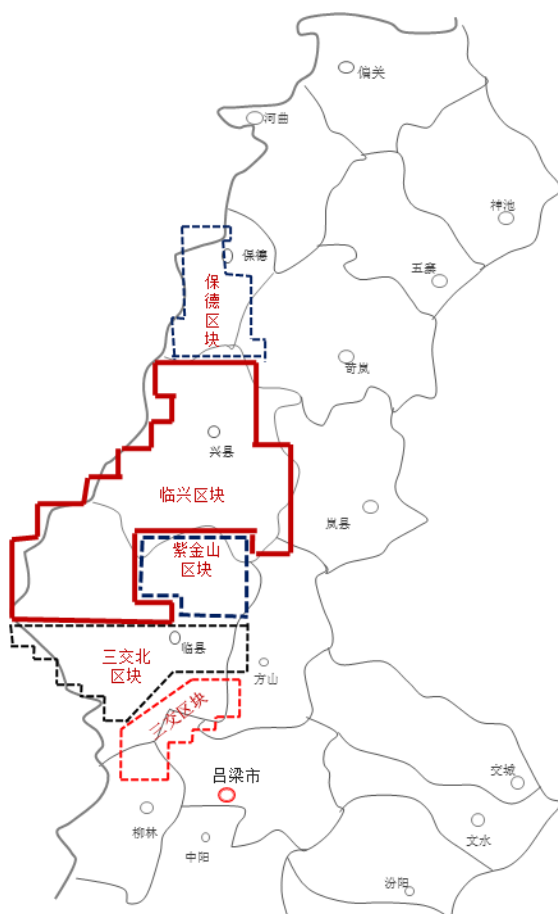 偏关
河曲
神池
保德
五寨
保
德
区
块
岢岚
兴县
临兴区块
岚县
紫金山
区块
临县
三交北
区块
方山
三交区块
吕梁市
交城
柳林
文水
中阳
汾阳